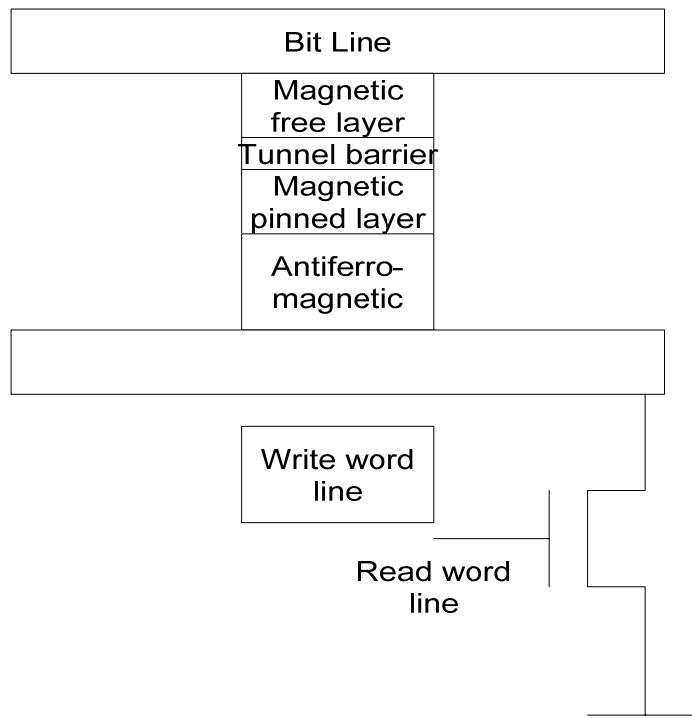 Bit Line
Magnetic
free layer
Tunnel barrier
Magnetic
pinned layer
Antiferro-
magnetic
Write word
line
Read word
line